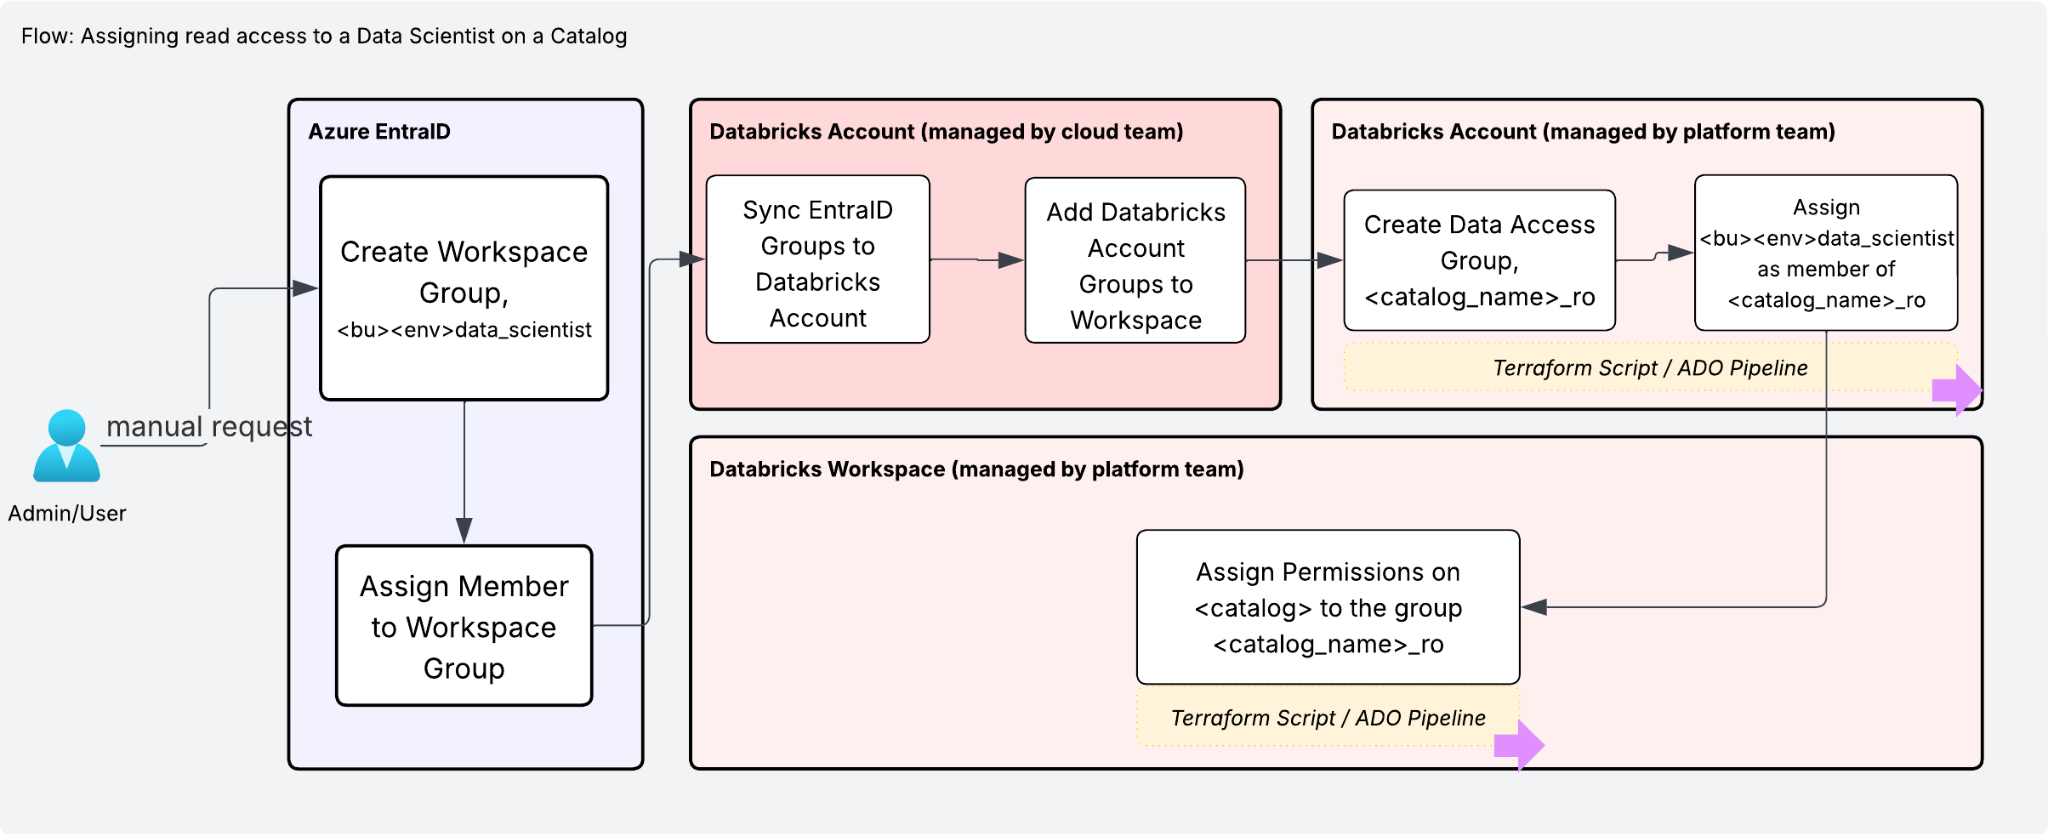 Flow: Assigning read access to a Data Scientist on a Catalog
Azure EntraID
Create Workspace
Group,
<bu><env>data_scientist
manual request
Admin/User
Assign Member
to Workspace
Group
Databricks Account (managed by cloud team)
Sync EntraID
Groups to
Databricks
Account
Add Databricks
Account
Groups to
Workspace
Databricks Account (managed by platform team)
Create Data Access
Group,
<catalog_name>_ro
Assign
<bu><env>data_scientist
as member of
<catalog_name>_ro
Terraform Script / ADO Pipeline
Databricks Workspace (managed by platform team)
Assign Permissions on
<catalog> to the group
<catalog_name>_ro
Terraform Script / ADO Pipeline